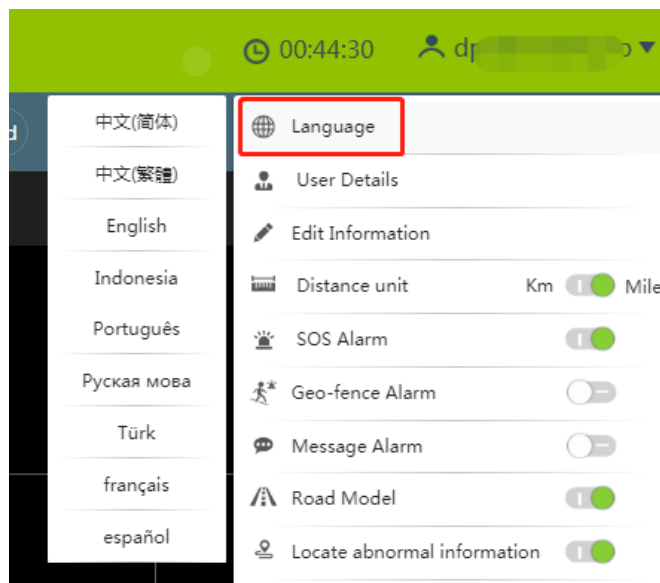 00:44:30
d
中文(简体)
中文(繁體)
English
Indonesia
Português
Руская мова
Türk
français
español
Language
User Details
Edit Information
Distance unit Km Mile
SOS Alarm
Geo-fence Alarm
Message Alarm
Road Model
Locate abnormal information